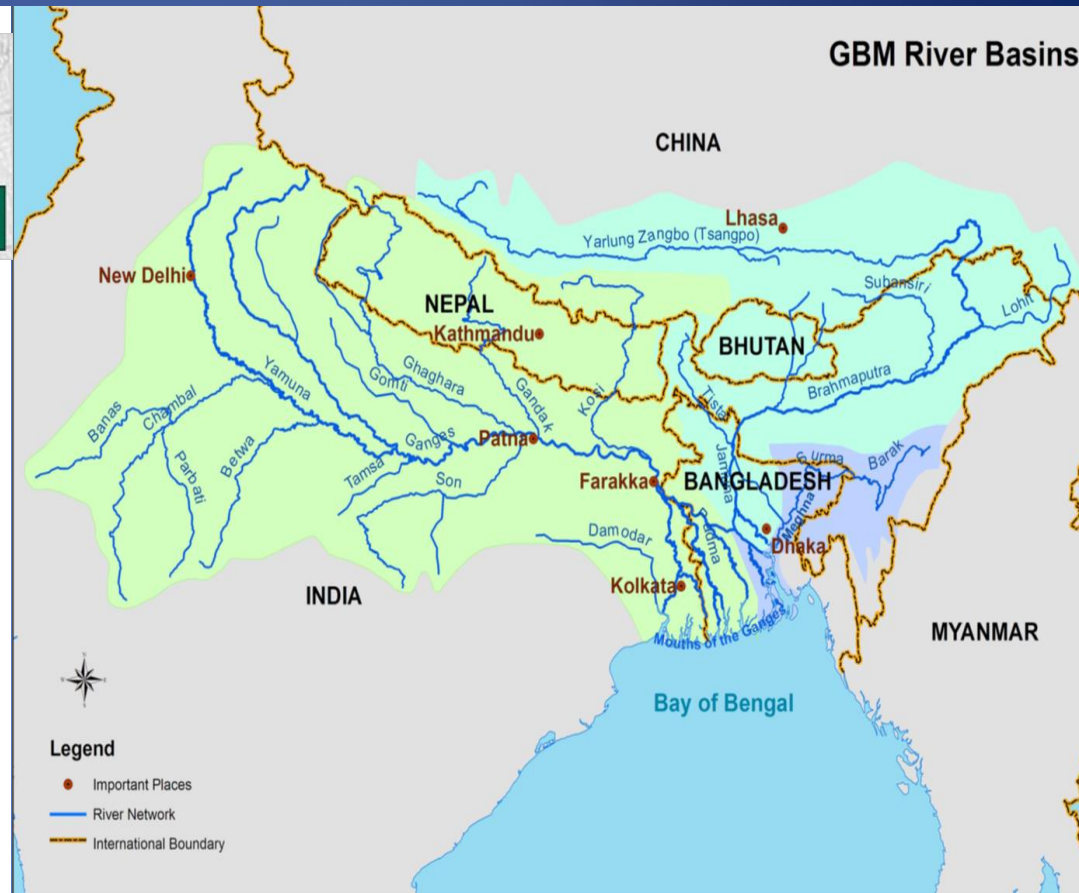 GBM River Basins
CHINA
Lhasa
Yarlung Zangbo (Tsangpo)
New Delhi
Subansiri
Lohit
NEPAL
Kathmandu
BHUTAN
Brahmaputra
Yamuna
Gomti
Ghaghara
Gandak
Kosi
Tista
Banas
Chambal
Parbati
Betwa
Ganges
Patna
Tamsa
Son
Farakka
BANGLADESH
Jamuna
Surma
Barak
Meghna
Padma
Damodar
Dhaka
Kolkata
INDIA
MYANMAR
Mouths of the Ganges
Bay of Bengal
Legend
Important Places
River Network
International Boundary